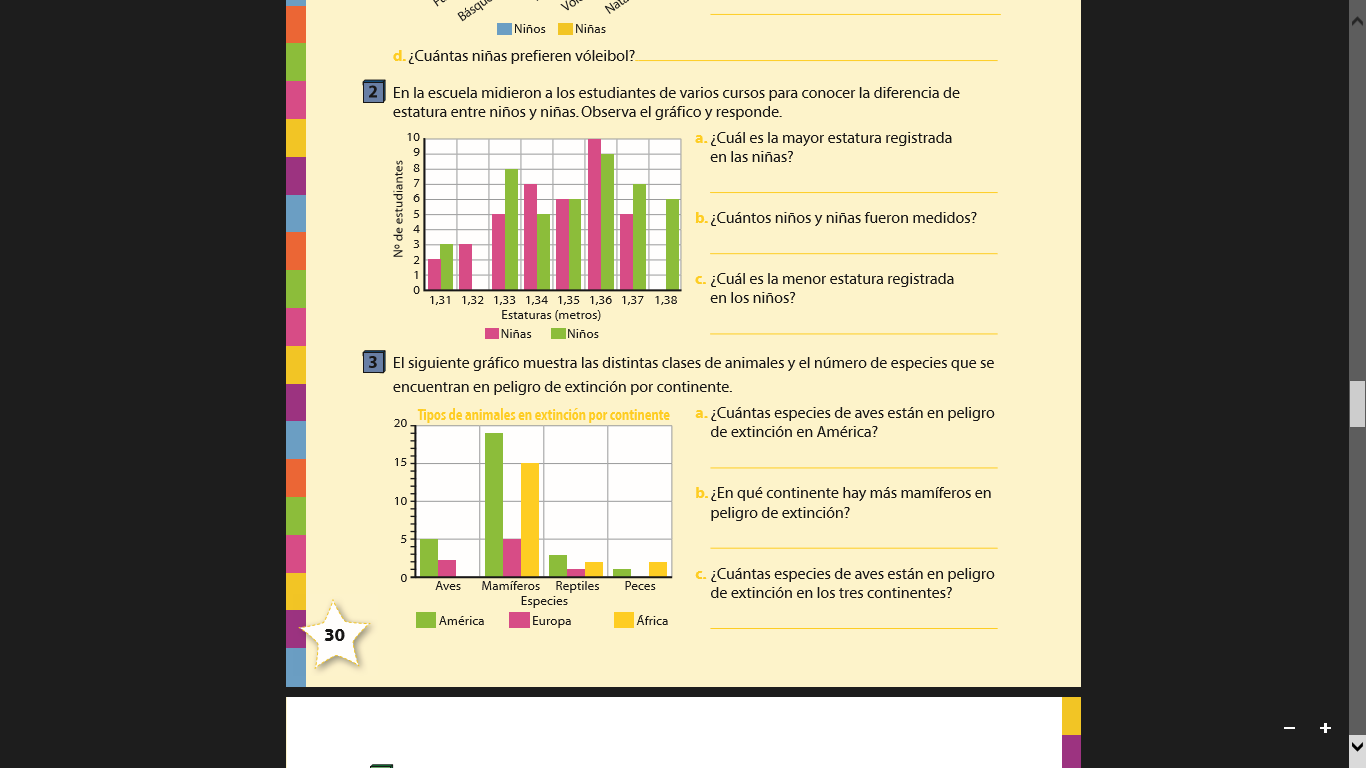 Básqu
Niños Niñas
d. ¿Cuántas niñas prefieren vóleibol?
2 En la escuela midieron a los estudiantes de varios cursos para conocer la diferencia de
estatura entre niños y niñas. Observa el gráfico y responde.
Nº de estudiantes
10
9
8
7
6
5
4
3
2
1
0
1,31 1,32 1,33 1,34 1,35 1,36 1,37 1,38
Estaturas (metros)
Niñas Niños
a. ¿Cuál es la mayor estatura registrada
en las niñas?
b. ¿Cuántos niños y niñas fueron medidos?
c. ¿Cuál es la menor estatura registrada
en los niños?
3 El siguiente gráfico muestra las distintas clases de animales y el número de especies que se
encuentran en peligro de extinción por continente.
Tipos de animales en extinción por continente
20
15
10
5
0
Aves Mamíferos Reptiles Peces
Especies
América Europa África
a. ¿Cuántas especies de aves están en peligro
de extinción en América?
b. ¿En qué continente hay más mamíferos en
peligro de extinción?
c. ¿Cuántas especies de aves están en peligro
de extinción en los tres continentes?
30